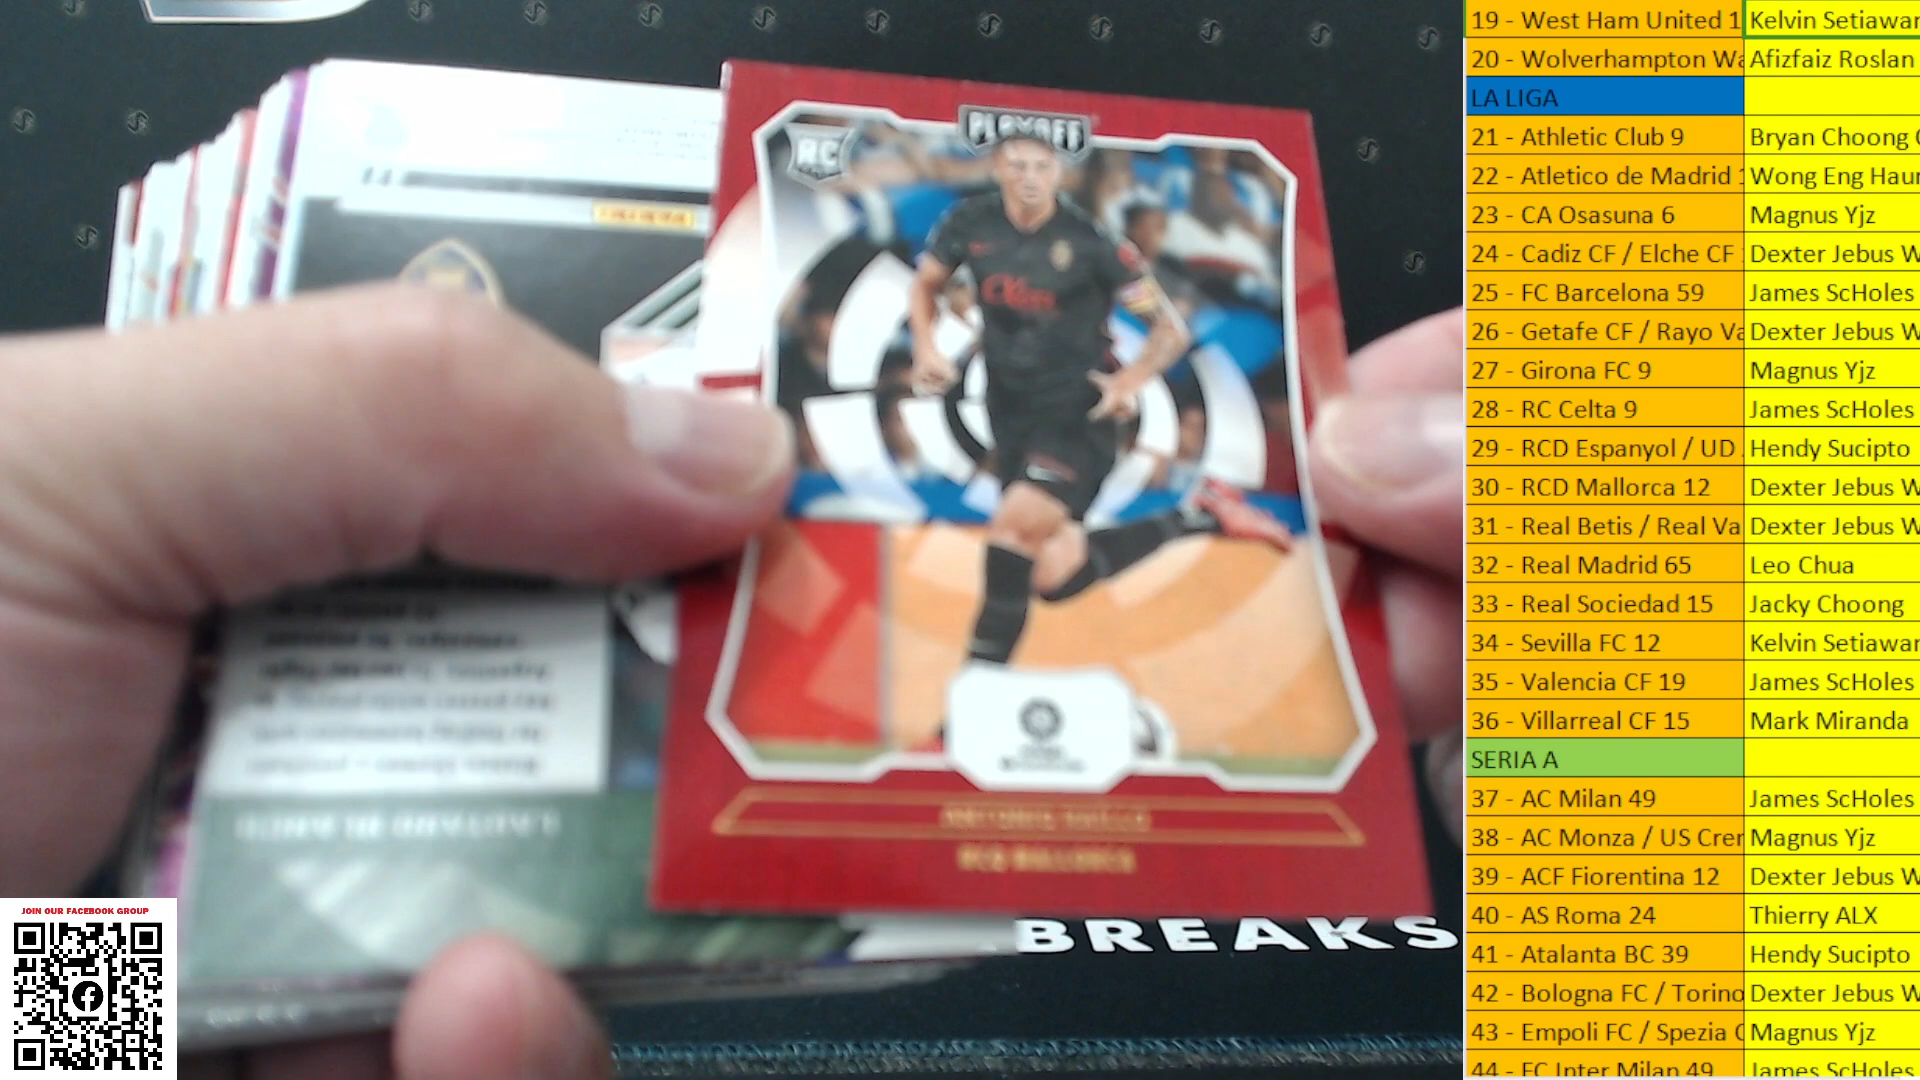 PLAYOFF
RC
PANINI
ANTONIO RAILLO
RCD MALLORCA
BREAKS
JOIN OUR FACEBOOK GROUP
19 - West Ham United 1 Kelvin Setiawan
20 - Wolverhampton Wa Afizfaiz Roslan
LA LIGA
21 - Athletic Club 9 Bryan Choong
22 - Atletico de Madrid 1 Wong Eng Hau
23 - CA Osasuna 6 Magnus Yjz
24 - Cadiz CF / Elche CF Dexter Jebus W
25 - FC Barcelona 59 James ScHoles
26 - Getafe CF / Rayo Va Dexter Jebus W
27 - Girona FC 9 Magnus Yjz
28 - RC Celta 9 James ScHoles
29 - RCD Espanyol / UD Hendy Sucipto
30 - RCD Mallorca 12 Dexter Jebus W
31 - Real Betis / Real Va Dexter Jebus W
32 - Real Madrid 65 Leo Chua
33 - Real Sociedad 15 Jacky Choong
34 - Sevilla FC 12 Kelvin Setiawan
35 - Valencia CF 19 James ScHoles
36 - Villarreal CF 15 Mark Miranda
SERIA A
37 - AC Milan 49 James ScHoles
38 - AC Monza / US Crer Magnus Yjz
39 - ACF Fiorentina 12 Dexter Jebus W
40 - AS Roma 24 Thierry ALX
41 - Atalanta BC 39 Hendy Sucipto
42 - Bologna FC / Torino Dexter Jebus W
43 - Empoli FC / Spezia C Magnus Yjz
44 - FC Inter Milan 49 James ScHoles